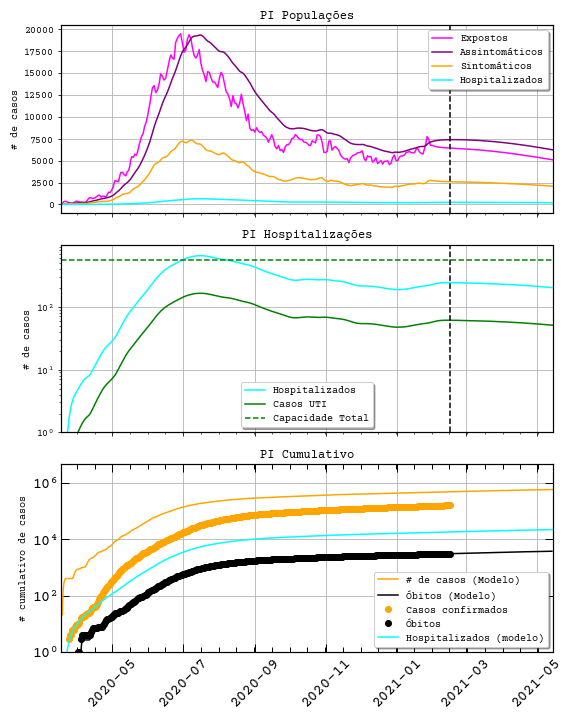 PI Populações
# de casos
20000
17500
15000
12500
10000
7500
5000
2500
0
Expostos
Assintomáticos
Sintomáticos
Hospitalizados
PI Hospitalizações
# de casos
10²
10¹
10⁰
Hospitalizados
Casos UTI
Capacidade Total
PI Cumulativo
# cumulativo de casos
10⁶
10⁴
10²
10⁰
# de casos (Modelo)
Óbitos (Modelo)
Casos confirmados
Óbitos
Hospitalizados (modelo)
2020-05
2020-07
2020-09
2020-11
2021-01
2021-03
2021-05